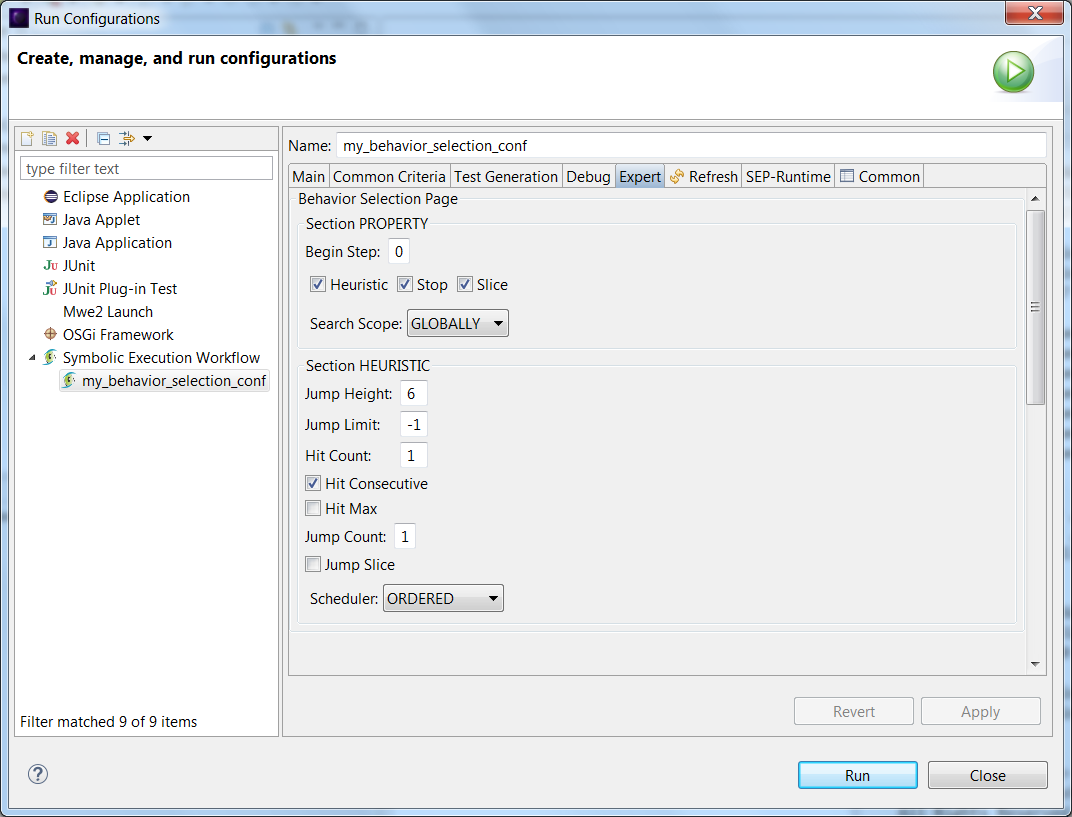 Run Configurations
Create, manage, and run configurations
type filter text
Eclipse Application
Java Applet
Java Application
JUnit
JUnit Plug-in Test
Mwe2 Launch
OSGi Framework
Symbolic Execution Workflow
my_behavior_selection_conf
Filter matched 9 of 9 items
Name: my_behavior_selection_conf
Main Common Criteria Test Generation Debug Expert Refresh SEP-Runtime Common
Behavior Selection Page
Section PROPERTY
Begin Step: 0
Heuristic Stop Slice
Search Scope: GLOBALLY
Section HEURISTIC
Jump Height: 6
Jump Limit: -1
Hit Count: 1
Hit Consecutive
Hit Max
Jump Count: 1
Jump Slice
Scheduler: ORDERED
Revert Apply
Run Close